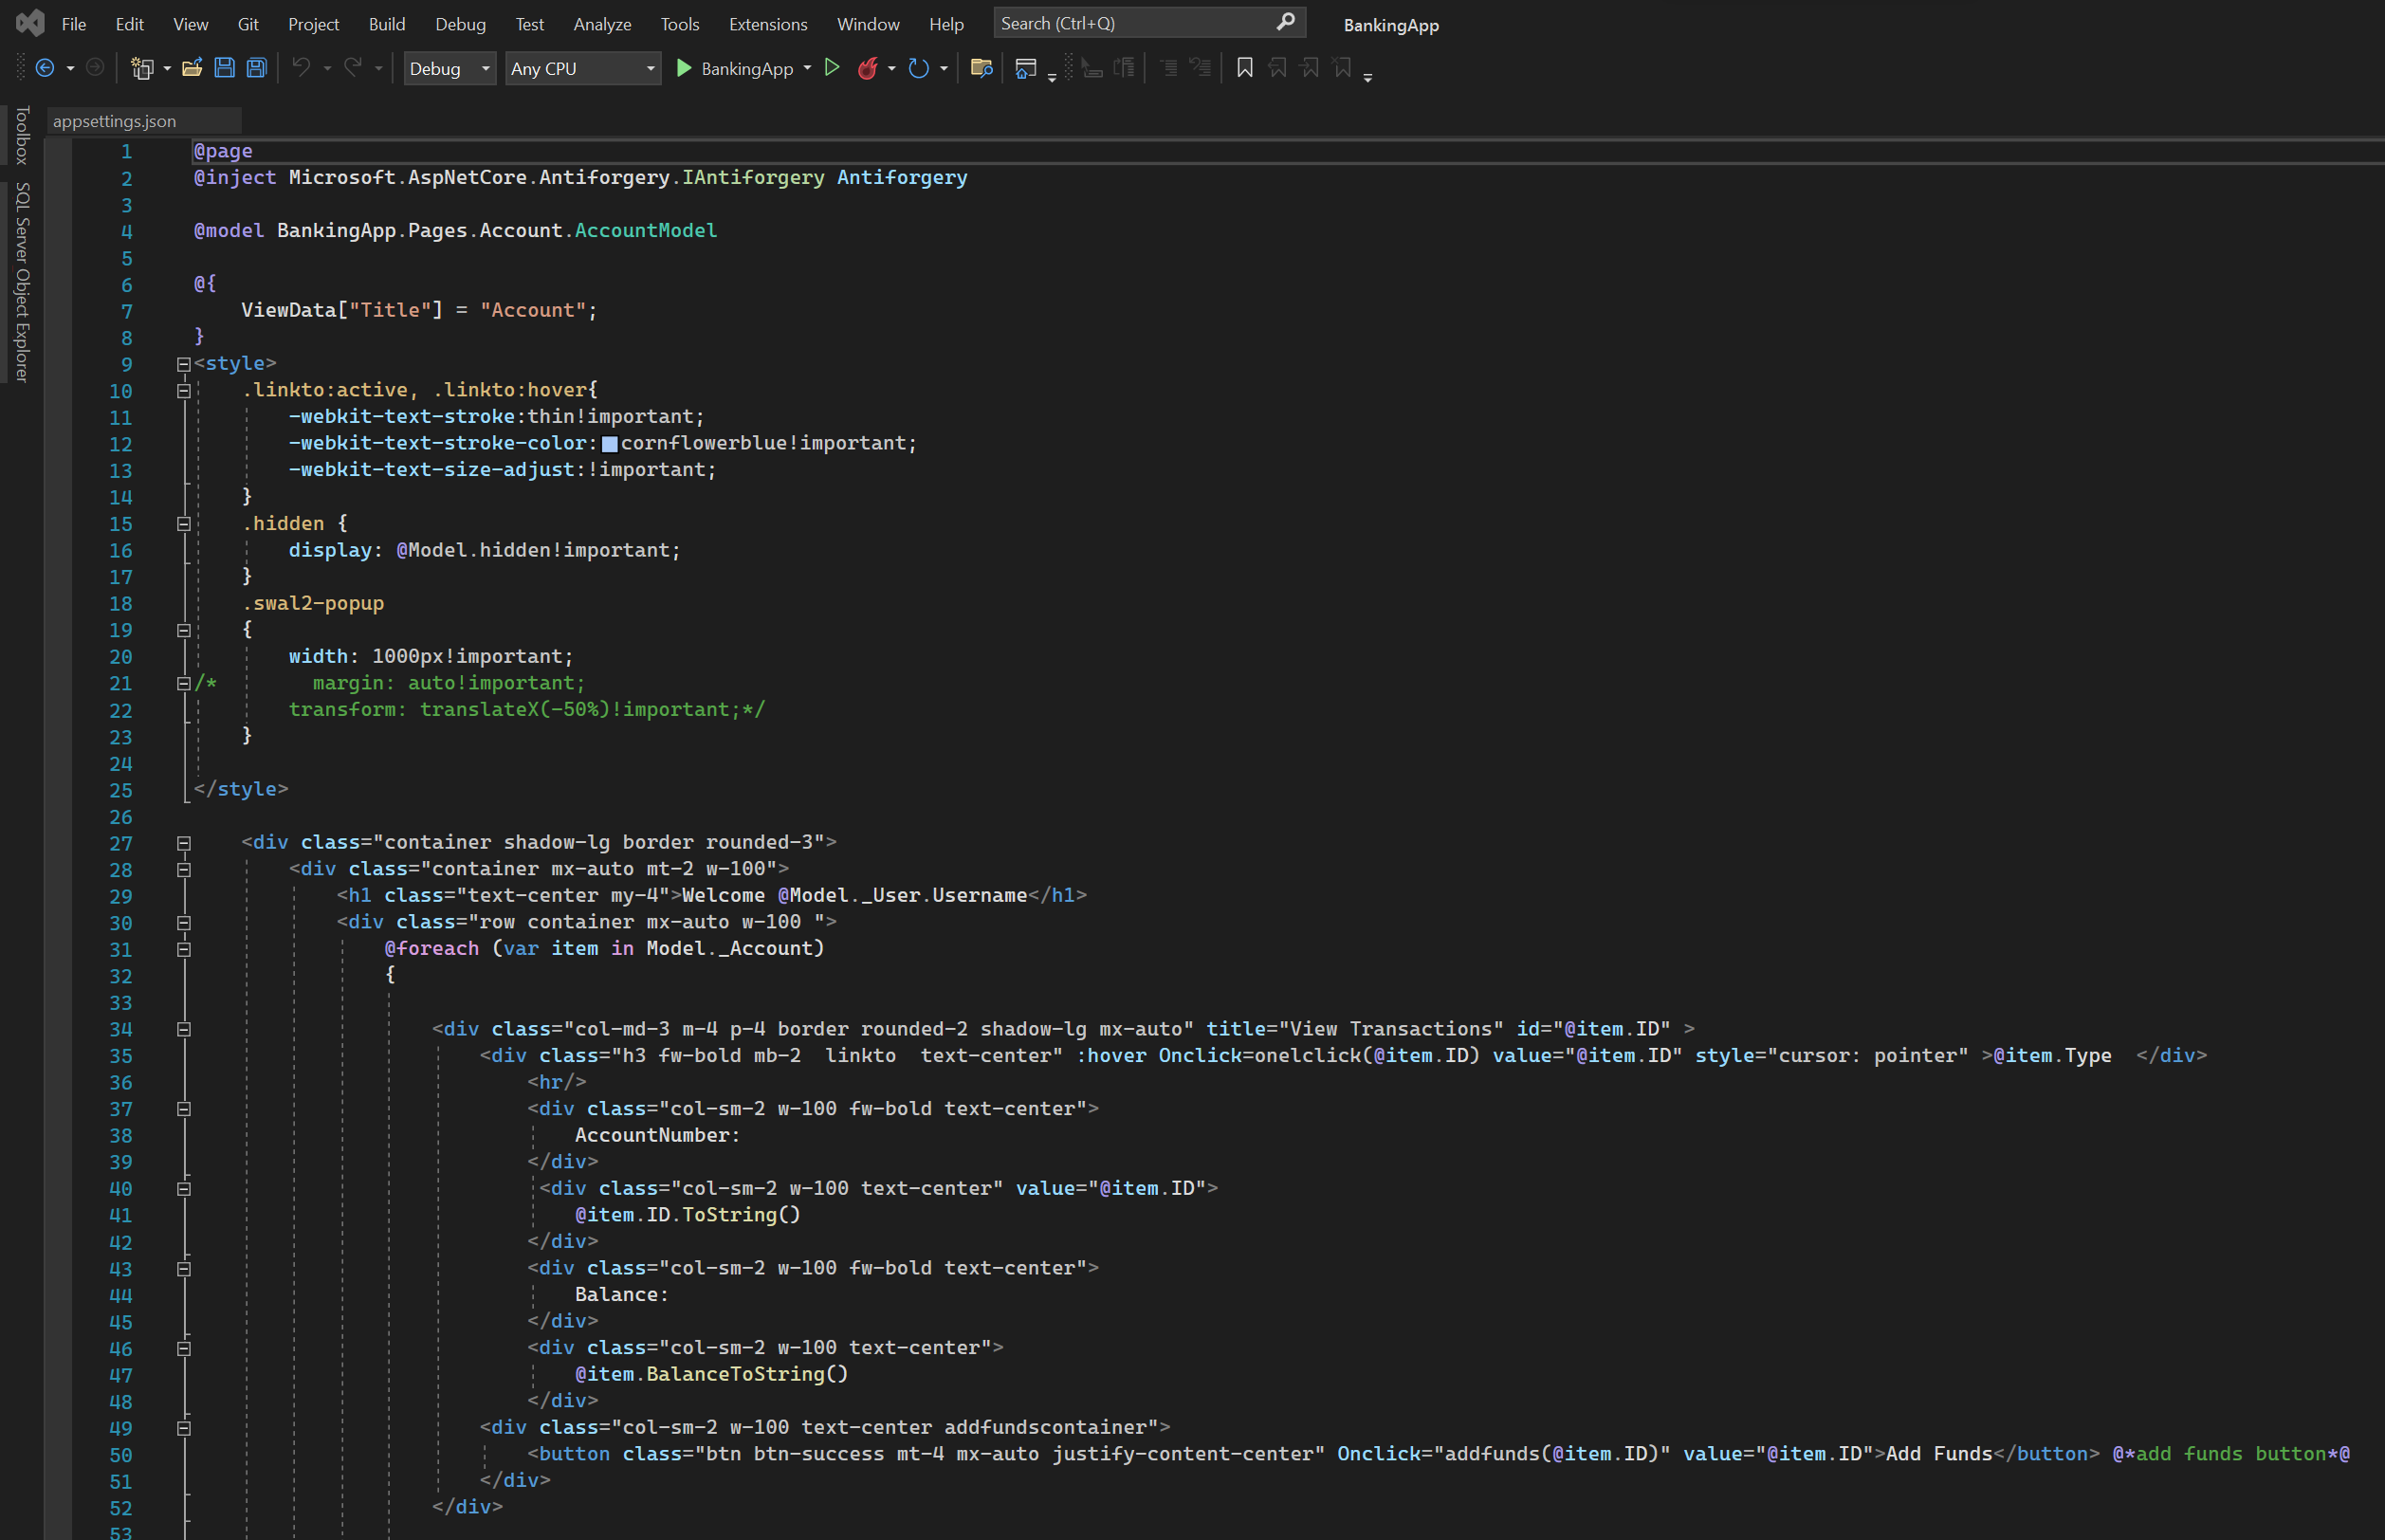 File Edit View Git Project Build Debug Test Analyze Tools Extensions Window Help Search (Ctrl+Q) BankingApp
Debug Any CPU BankingApp
Toolbox
SQL Server Object Explorer
appsettings.json
1 @page
2 @inject Microsoft.AspNetCore.Antiforgery.IAntiforgery Antiforgery
3
4 @model BankingApp.Pages.Account.AccountModel
5
6 @{
7 ViewData["Title"] = "Account";
8 }
9 <style>
10 .linkto:active, .linkto:hover{
11 -webkit-text-stroke:thin!important;
12 -webkit-text-stroke-color:cornflowerblue!important;
13 -webkit-text-size-adjust:!important;
14 }
15 .hidden {
16 display: @Model.hidden!important;
17 }
18 .swal2-popup
19 {
20 width: 1000px!important;
21 /* margin: auto!important;
22 transform: translateX(-50%)!important;*/
23 }
24
25 </style>
26
27 <div class="container shadow-lg border rounded-3">
28 <div class="container mx-auto mt-2 w-100">
29 <h1 class="text-center my-4">Welcome @Model._User.Username</h1>
30 <div class="row container mx-auto w-100 ">
31 @foreach (var item in Model._Account)
32 {
33
34 <div class="col-md-3 m-4 p-4 border rounded-2 shadow-lg mx-auto" title="View Transactions" id="@item.ID" >
35 <div class="h3 fw-bold mb-2  linkto  text-center" :hover Onclick=onelclick(@item.ID) value="@item.ID" style="cursor: pointer" >@item.Type  </div>
36 <hr/>
37 <div class="col-sm-2 w-100 fw-bold text-center">
38 AccountNumber:
39 </div>
40 <div class="col-sm-2 w-100 text-center" value="@item.ID">
41 @item.ID.ToString()
42 </div>
43 <div class="col-sm-2 w-100 fw-bold text-center">
44 Balance:
45 </div>
46 <div class="col-sm-2 w-100 text-center">
47 @item.BalanceToString()
48 </div>
49 <div class="col-sm-2 w-100 text-center addfundscontainer">
50 <button class="btn btn-success mt-4 mx-auto justify-content-center" Onclick="addfunds(@item.ID)" value="@item.ID">Add Funds</button> @*add funds button*@
51 </div>
52 </div>
53